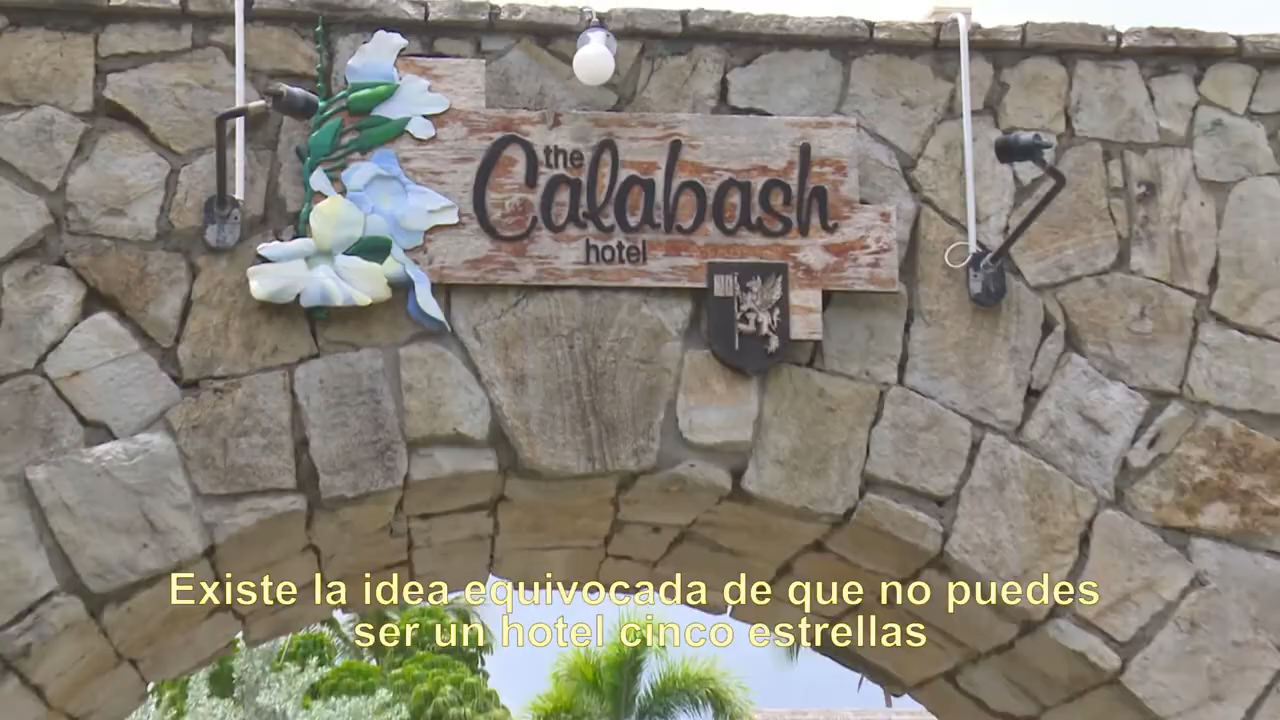 the
Calabash
hotel
Existe la idea equivocada de que no puedes
ser un hotel cinco estrellas